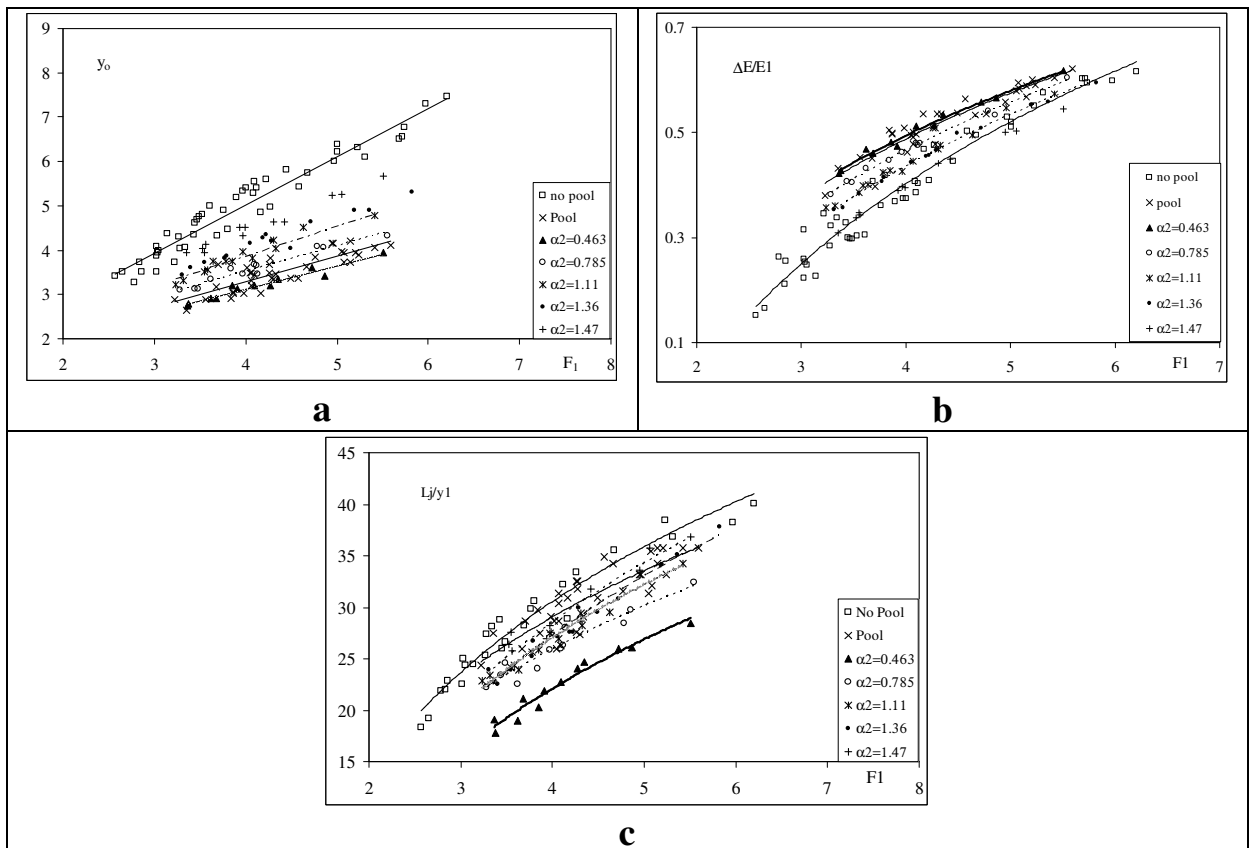 9
8
7
6
5
4
3
2
yₒ
2 3 4 5 6 7 8
F₁
no pool
Pool
α2=0.463
α2=0.785
α2=1.11
α2=1.36
α2=1.47
a
0.7
0.5
0.3
0.1
ΔE/E1
2 3 4 5 6 7
F1
no pool
pool
α2=0.463
α2=0.785
α2=1.11
α2=1.36
α2=1.47
b
45
40
35
30
25
20
15
Lj/y1
2 3 4 5 6 7 8 9
F1
No Pool
Pool
α2=0.463
α2=0.785
α2=1.11
α2=1.36
α2=1.47
c